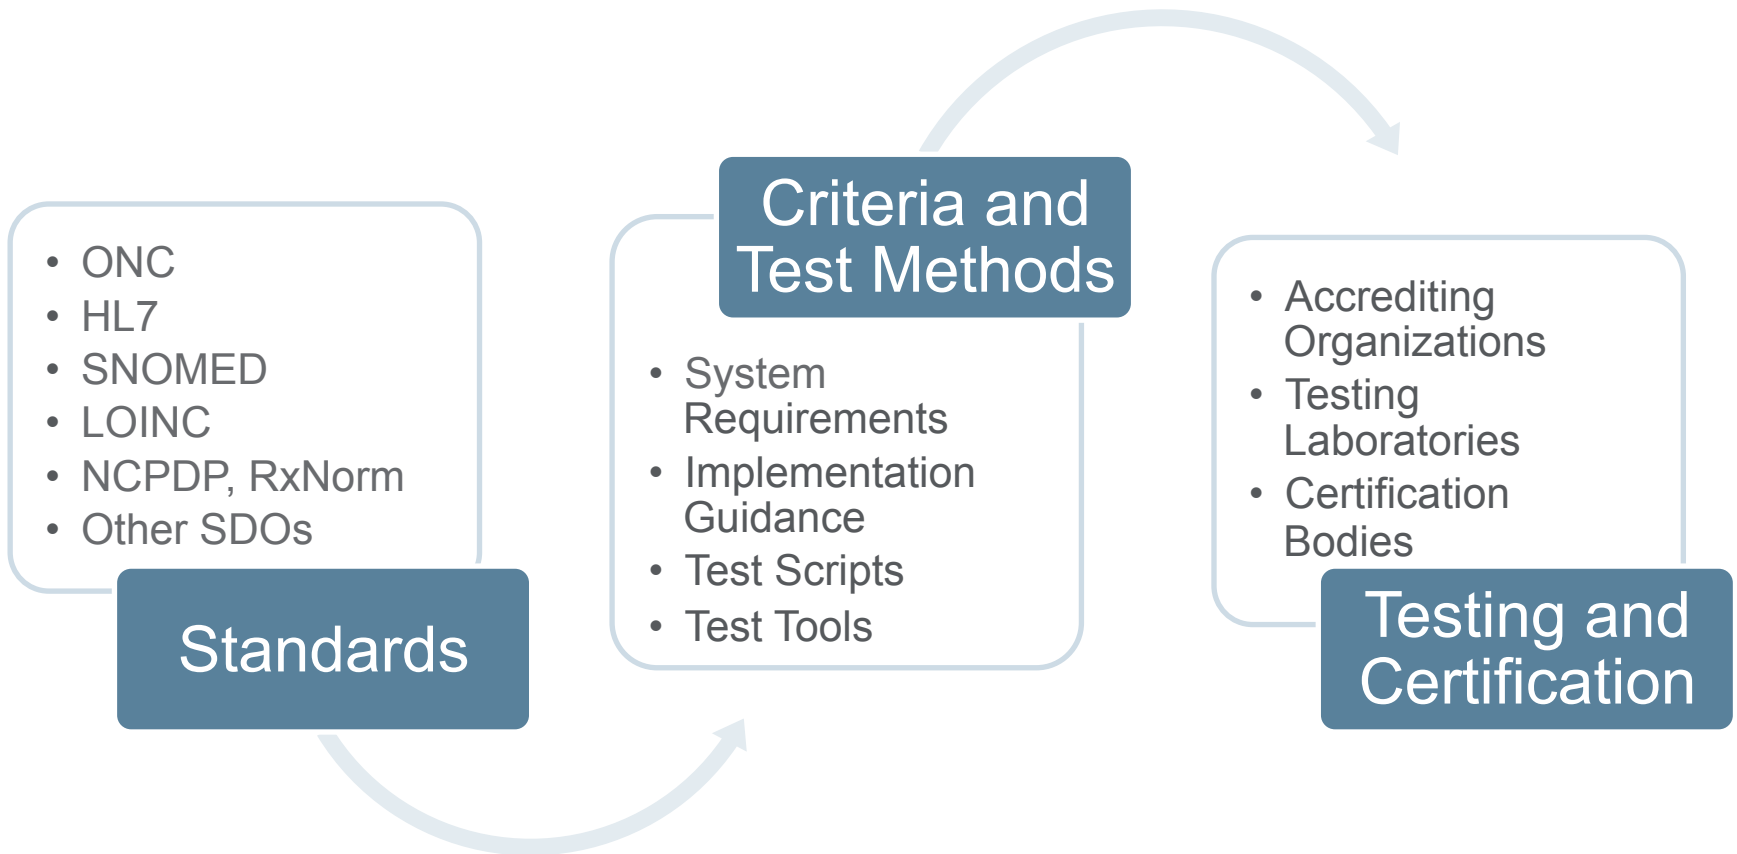 • ONC
• HL7
• SNOMED
• LOINC
• NCPDP, RxNorm
• Other SDOs
Standards
Criteria and
Test Methods
• System
Requirements
• Implementation
Guidance
• Test Scripts
• Test Tools
• Accrediting
Organizations
• Testing
Laboratories
• Certification
Bodies
Testing and
Certification